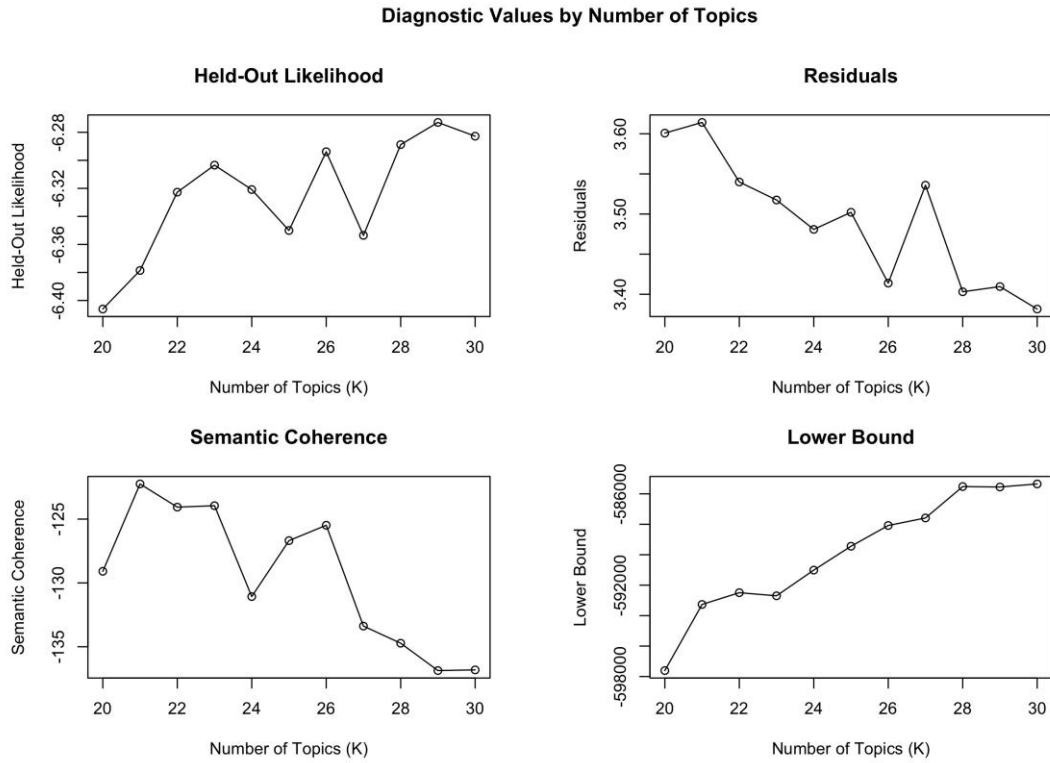 Diagnostic Values by Number of Topics
Held-Out Likelihood
Held-Out Likelihood
-6.28
-6.32
-6.36
-6.40
20 22 24 26 28 30
Number of Topics (K)
Residuals
Residuals
3.60
3.50
3.40
20 22 24 26 28 30
Number of Topics (K)
Semantic Coherence
Semantic Coherence
-125
-130
-135
20 22 24 26 28 30
Number of Topics (K)
Lower Bound
Lower Bound
-586000
-592000
-598000
20 22 24 26 28 30
Number of Topics (K)